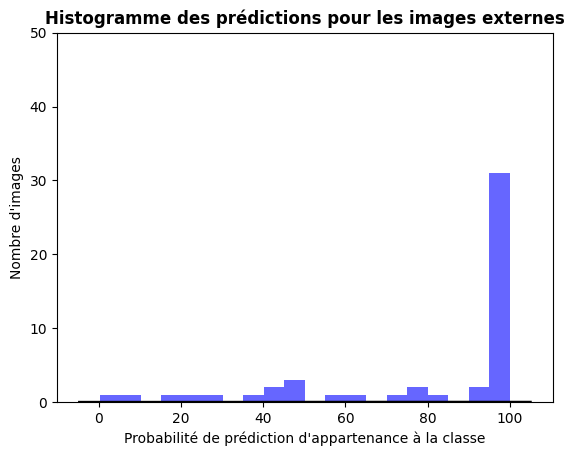 Histogramme des prédictions pour les images externes
50
40
30
20
10
0
Nombre d'images
0 20 40 60 80 100
Probabilité de prédiction d'appartenance à la classe